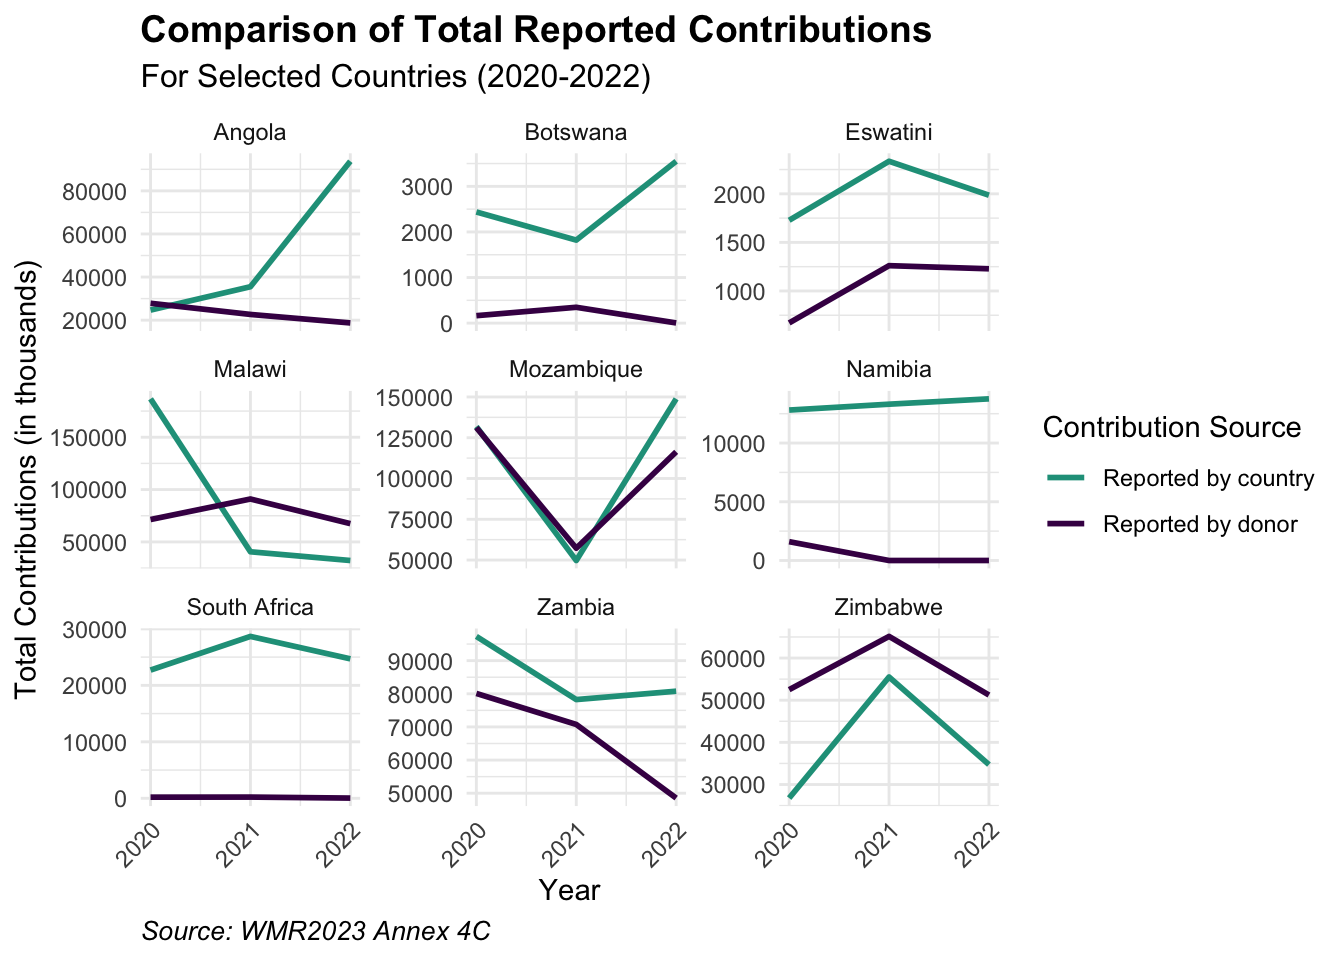 Comparison of Total Reported Contributions
For Selected Countries (2020-2022)
Total Contributions (in thousands)
Angola
80000
60000
40000
20000
Botswana
3000
2000
1000
0
Eswatini
2000
1500
1000
Malawi
150000
100000
50000
Mozambique
150000
125000
100000
75000
50000
Namibia
10000
5000
0
South Africa
30000
20000
10000
0
2020 2021 2022
Zambia
90000
80000
70000
60000
50000
2020 2021 2022
Zimbabwe
60000
50000
40000
30000
2020 2021 2022
Year
Contribution Source
Reported by country
Reported by donor
Source: WMR2023 Annex 4C